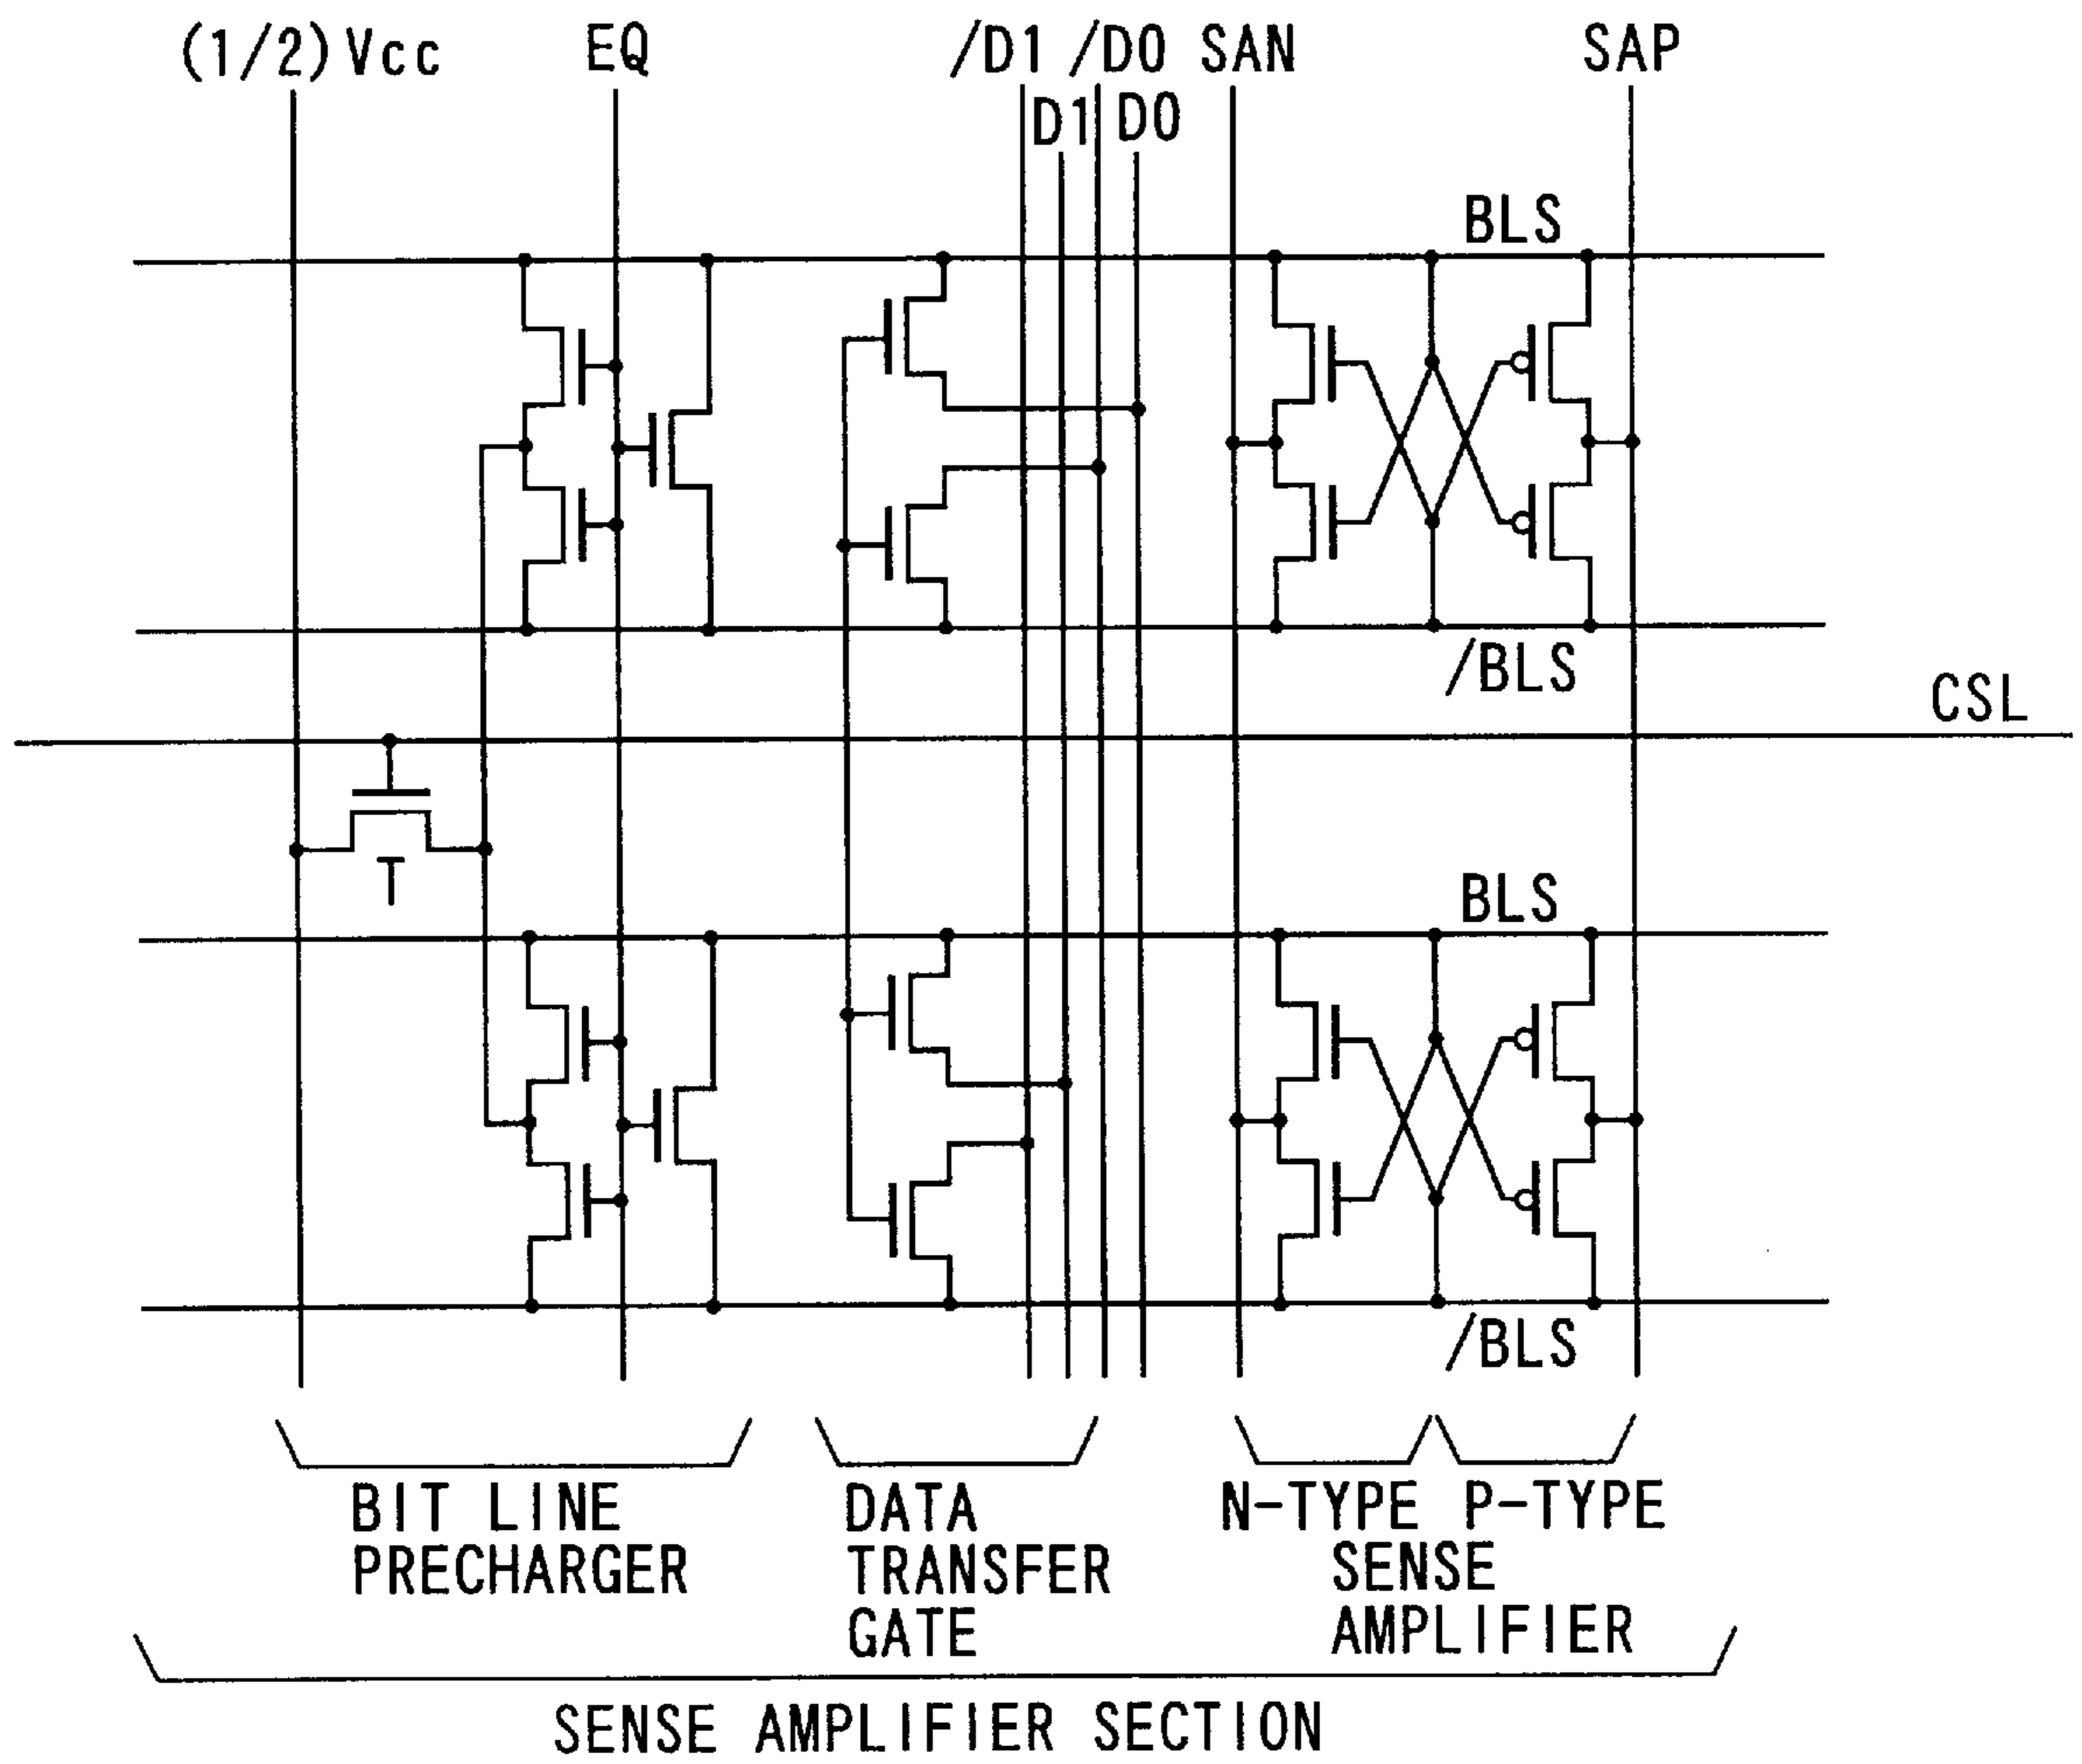 (1/2)Vcc EQ /D1 /D0 SAN SAP
D1 D0
BLS
/BLS
CSL
T
BLS
/BLS
BIT LINE PRECHARGER
DATA TRANSFER GATE
N-TYPE P-TYPE
SENSE AMPLIFIER
SENSE AMPLIFIER SECTION